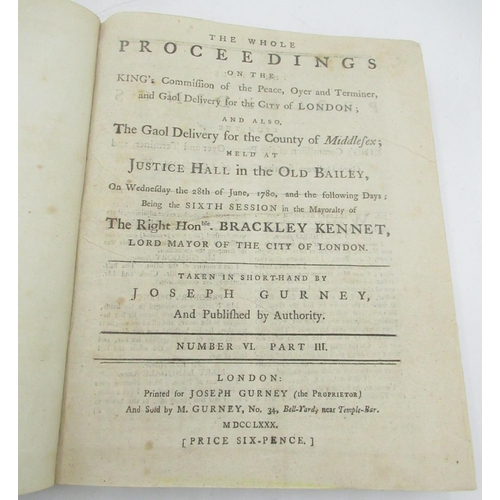 THE WHOLE
PROCEEDINGS
ON THE
KING's Commiſſion of the Peace, Oyer and Terminer,
and Gaol Delivery for the CITY of LONDON;
AND ALSO,
The Gaol Delivery for the County of Middleſex;
HELD AT
JUSTICE HALL in the OLD BAILEY,
On Wedneſday the 28th of June, 1780, and the following Days:
Being the SIXTH SESSION in the Mayoralty of
The Right Honble. BRACKLEY KENNET,
LORD MAYOR OF THE CITY OF LONDON.
TAKEN IN SHORT-HAND BY
JOSEPH GURNEY,
And Publiſhed by Authority.
NUMBER VI. PART III.
LONDON:
Printed for JOSEPH GURNEY (the PROPRIETOR)
And Sold by M. GURNEY, No. 34, Bell-Yard, near Temple-Bar.
MDCCLXXX.
[PRICE SIX-PENCE.]